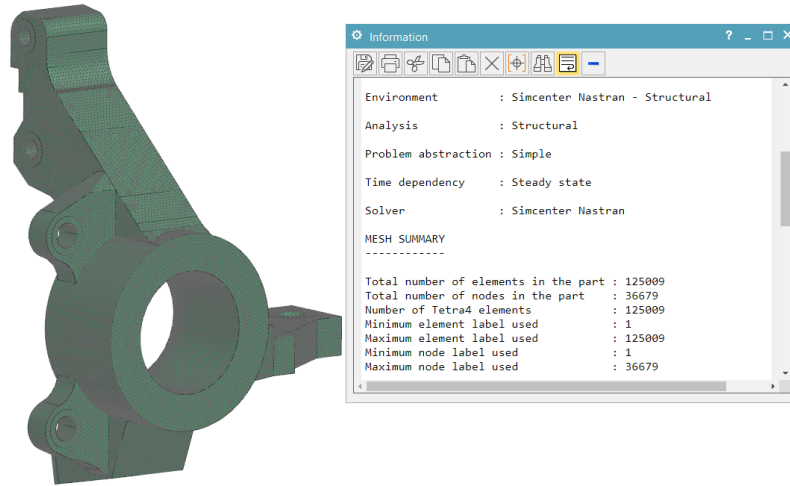 Information
Environment : Simcenter Nastran - Structural
Analysis : Structural
Problem abstraction : Simple
Time dependency : Steady state
Solver : Simcenter Nastran
MESH SUMMARY
------------
Total number of elements in the part : 125009
Total number of nodes in the part : 36679
Number of Tetra4 elements : 125009
Minimum element label used : 1
Maximum element label used : 125009
Minimum node label used : 1
Maximum node label used : 36679